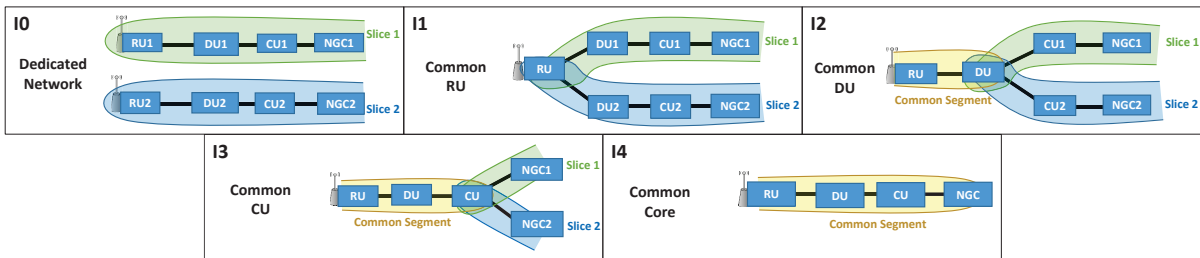 I0
Dedicated
Network
RU1
DU1
CU1
NGC1
Slice 1
RU2
DU2
CU2
NGC2
Slice 2
I1
Common
RU
RU
DU1
CU1
NGC1
Slice 1
DU2
CU2
NGC2
Slice 2
I2
Common
DU
RU
DU
Common Segment
CU1
NGC1
Slice 1
CU2
NGC2
Slice 2
I3
Common
CU
RU
DU
CU
Common Segment
NGC1
Slice 1
NGC2
Slice 2
I4
Common
Core
RU
DU
CU
NGC
Common Segment